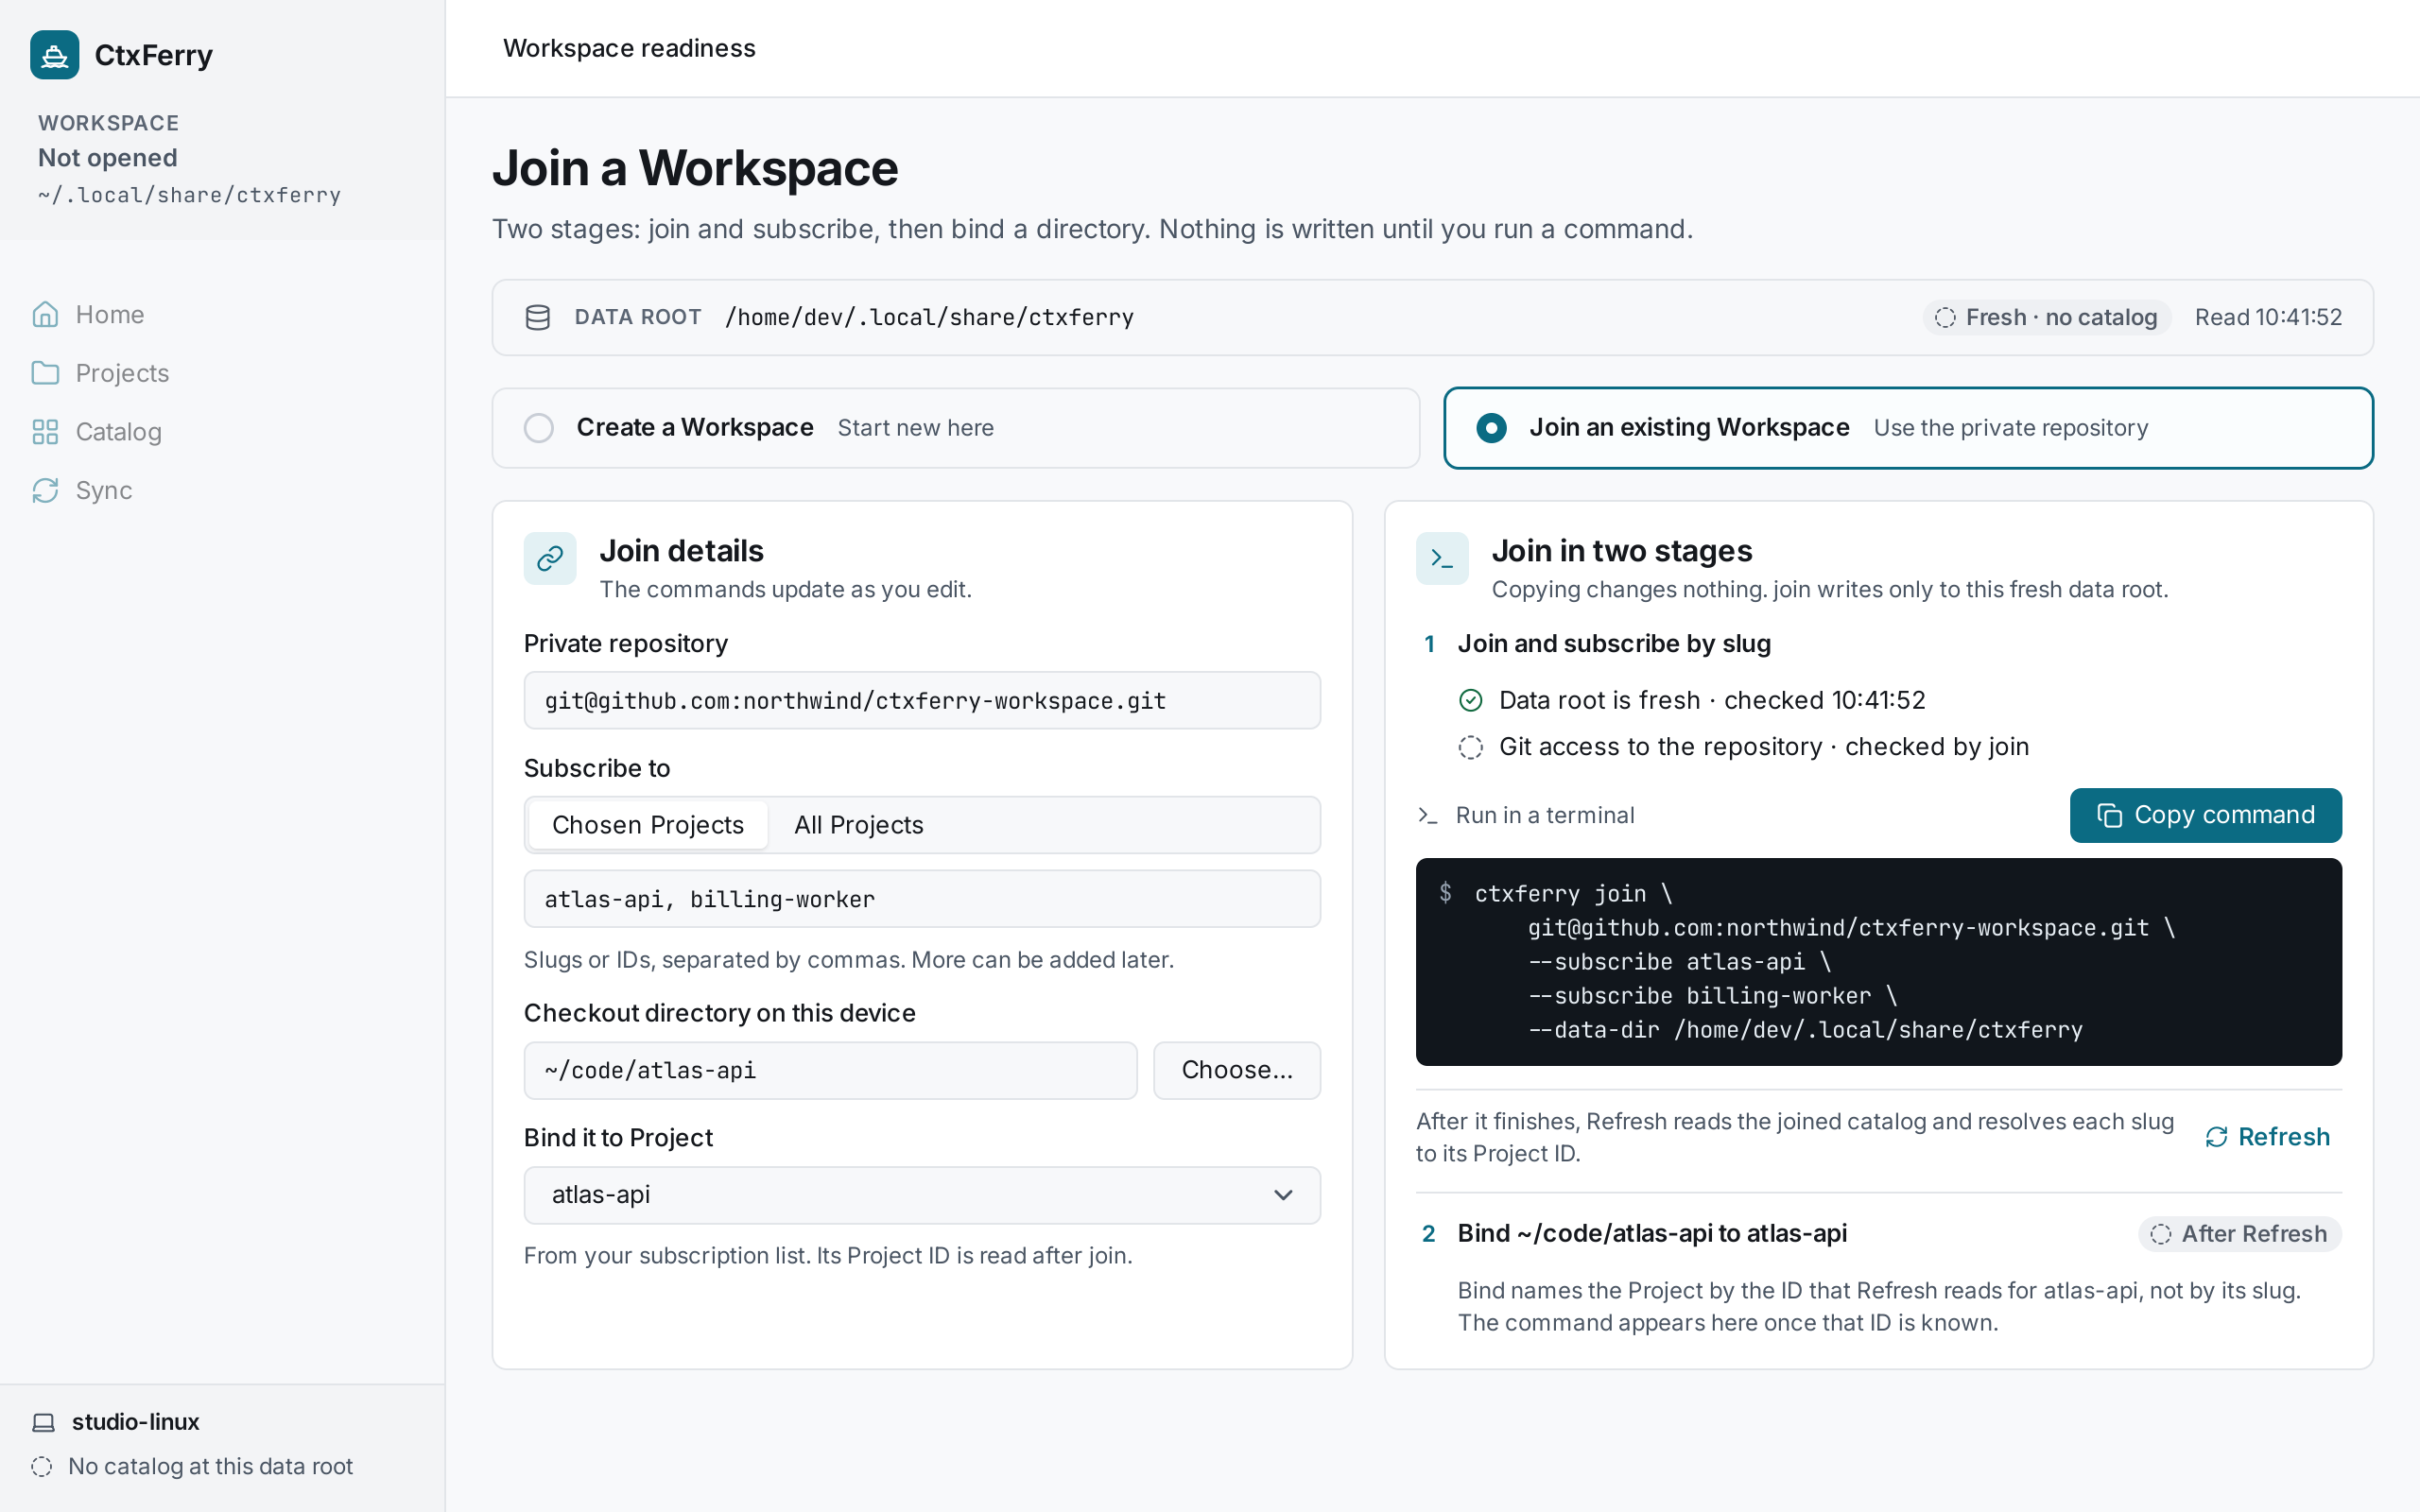 CtxFerry
WORKSPACE
Not opened
~/.local/share/ctxferry
Home
Projects
Catalog
Sync
studio-linux
No catalog at this data root
Workspace readiness
Join a Workspace
Two stages: join and subscribe, then bind a directory. Nothing is written until you run a command.
DATA ROOT /home/dev/.local/share/ctxferry Fresh · no catalog Read 10:41:52
Create a Workspace Start new here
Join an existing Workspace Use the private repository
Join details
The commands update as you edit.
Private repository
git@github.com:northwind/ctxferry-workspace.git
Subscribe to
Chosen Projects All Projects
atlas-api, billing-worker
Slugs or IDs, separated by commas. More can be added later.
Checkout directory on this device
~/code/atlas-api Choose...
Bind it to Project
atlas-api
From your subscription list. Its Project ID is read after join.
Join in two stages
Copying changes nothing. join writes only to this fresh data root.
1 Join and subscribe by slug
Data root is fresh · checked 10:41:52
Git access to the repository · checked by join
Run in a terminal Copy command
$ ctxferry join \
git@github.com:northwind/ctxferry-workspace.git \
--subscribe atlas-api \
--subscribe billing-worker \
--data-dir /home/dev/.local/share/ctxferry
After it finishes, Refresh reads the joined catalog and resolves each slug
to its Project ID.
Refresh
2 Bind ~/code/atlas-api to atlas-api After Refresh
Bind names the Project by the ID that Refresh reads for atlas-api, not by its slug.
The command appears here once that ID is known.